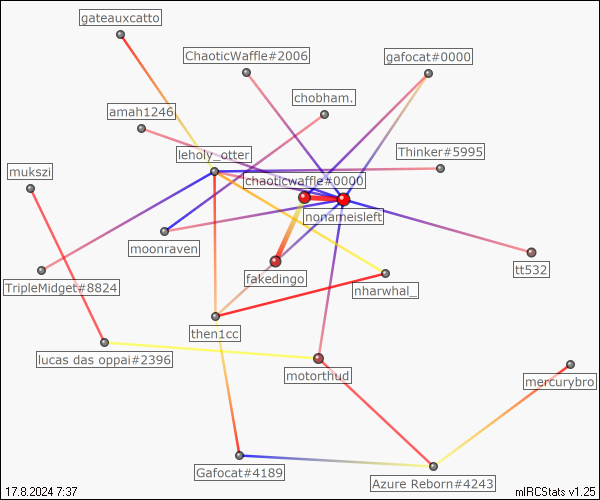 gateauxcatto
ChaoticWaffle#2006
gafocat#0000
chobham.
amah1246
Thinker#5995
leholy_otter
mukszi
chaoticwaffle#0000
nonameisleft
moonraven
tt532
fakedingo
TripleMidget#8824
nharwhal_
then1cc
lucas das oppai#2396
motorthud
mercurybro
Gafocat#4189
Azure Reborn#4243
17.8.2024 7:37
mIRCStats v1.25